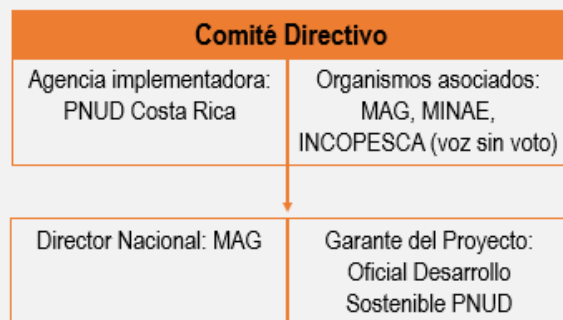 Comité Directivo
Agencia implementadora:
PNUD Costa Rica
Organismos asociados:
MAG, MINAE,
INCOPESCA (voz sin voto)
Director Nacional: MAG
Garante del Proyecto:
Oficial Desarrollo
Sostenible PNUD